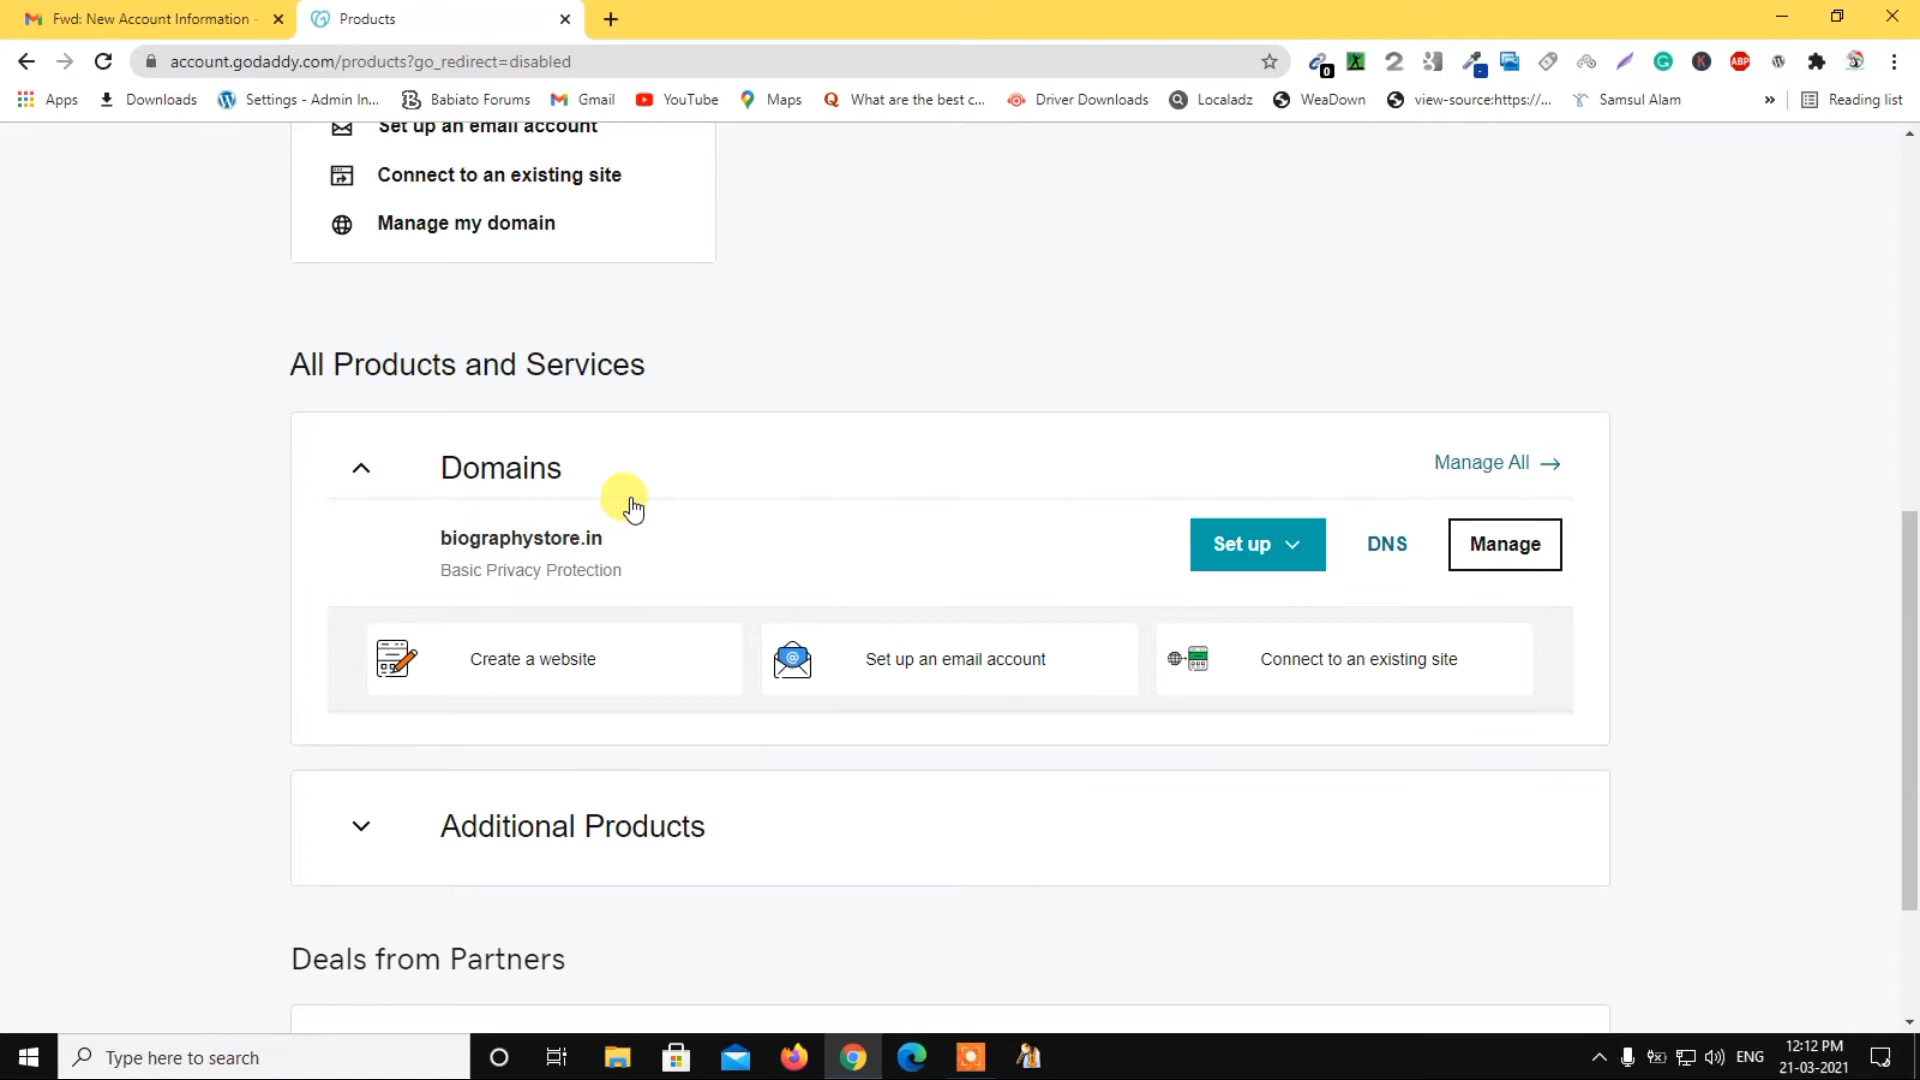 Fwd: New Account Information -
Products
account.godaddy.com/products?go_redirect=disabled
0
2
K
ABP
Apps
Downloads
Settings - Admin In...
Babiato Forums
Gmail
YouTube
Maps
What are the best c...
Driver Downloads
Localadz
WeaDown
view-source:https://...
Samsul Alam
»
Reading list
Set up an email account
Connect to an existing site
Manage my domain
All Products and Services
Domains
Manage All →
biographystore.in
Basic Privacy Protection
Set up
DNS
Manage
Create a website
Set up an email account
Connect to an existing site
Additional Products
Deals from Partners
Type here to search
ENG
12:12 PM
21-03-2021